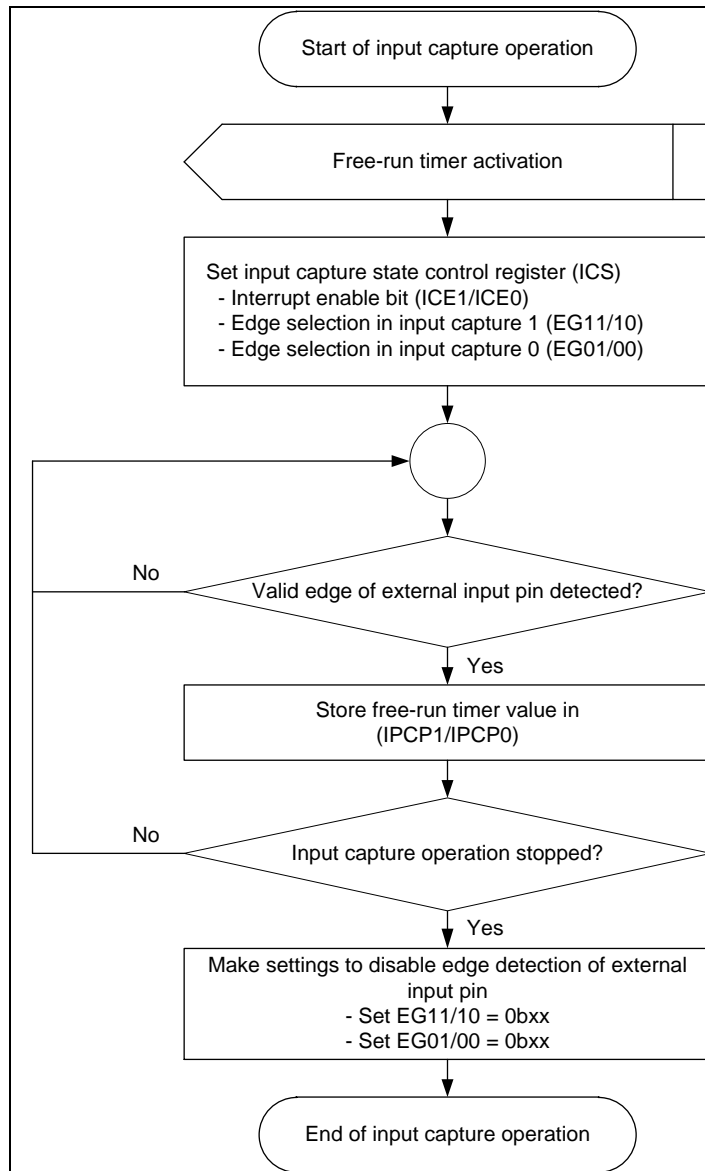 Start of input capture operation
Free-run timer activation
Set input capture state control register (ICS)
- Interrupt enable bit (ICE1/ICE0)
- Edge selection in input capture 1 (EG11/10)
- Edge selection in input capture 0 (EG01/00)
No
Valid edge of external input pin detected?
Yes
Store free-run timer value in
(IPCP1/IPCP0)
No
Input capture operation stopped?
Yes
Make settings to disable edge detection of external
input pin
- Set EG11/10 = 0bxx
- Set EG01/00 = 0bxx
End of input capture operation